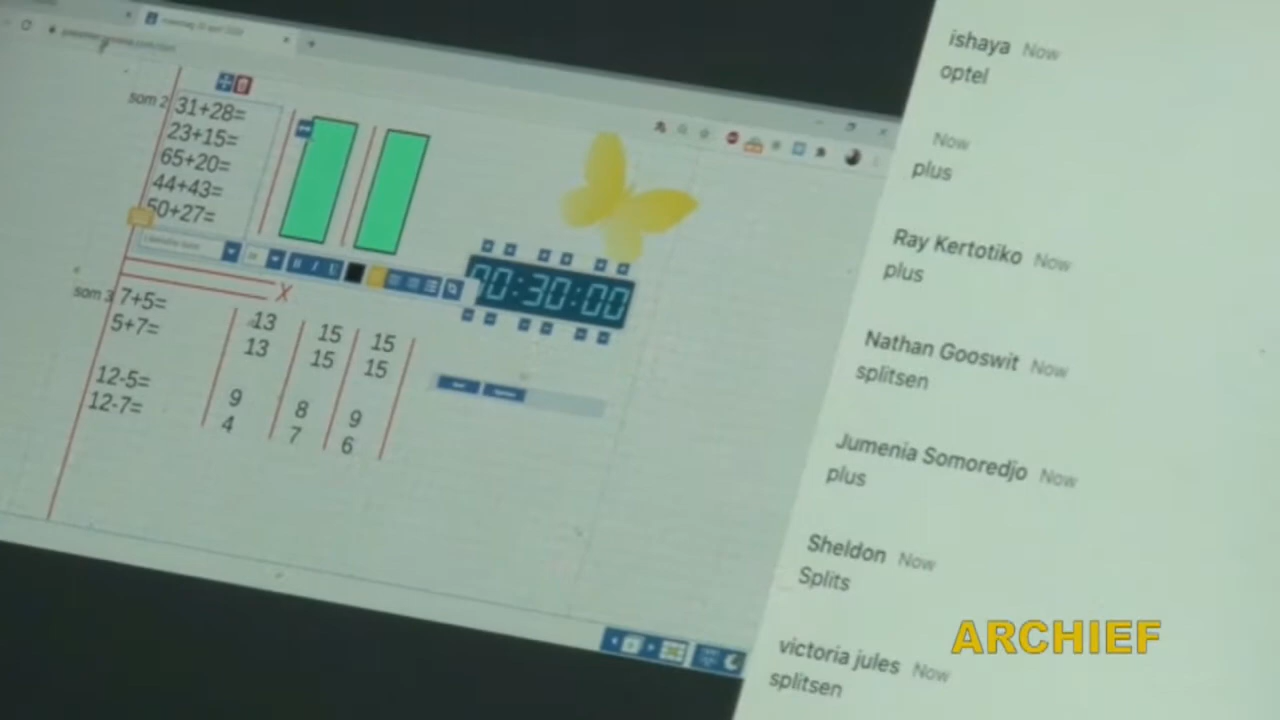 som 2
31+28=
23+15=
65+20=
44+43=
50+27=
00:30:00
X
som 3
7+5=
5+7=
12-5=
12-7=
13 15 15
13 15 15
9 8 9
4 7 6
ishaya Now
optel
Now
plus
Ray Kertotiko Now
plus
Nathan Gooswit Now
splitsen
Jumenia Somoredjo Now
plus
Sheldon Now
Splits
victoria jules Now
splitsen
ARCHIEF